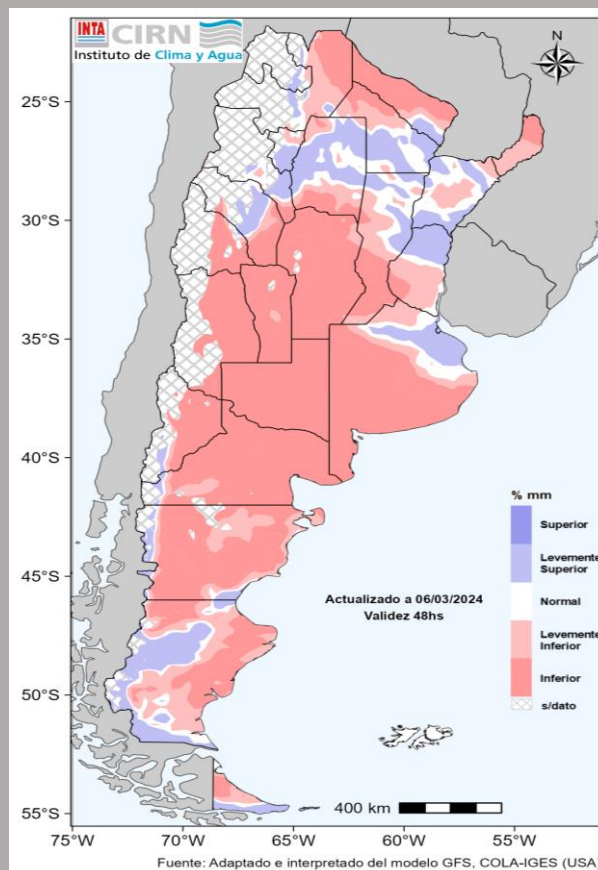 INTA CIRN
Instituto de Clima y Agua
N
25°S
30°S
35°S
40°S
45°S
50°S
55°S
% mm
Superior
Levemente
Superior
Normal
Levemente
Inferior
Inferior
s/dato
Actualizado a 06/03/2024
Validez 48hs
400 km
75°W
70°W
65°W
60°W
55°W
Fuente: Adaptado e interpretado del modelo GFS, COLA-IGES (USA)